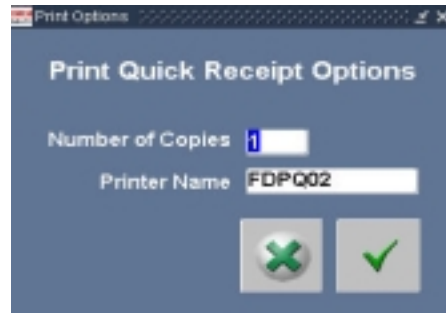 Print Options
Print Quick Receipt Options
Number of Copies 1
Printer Name FDPQ02